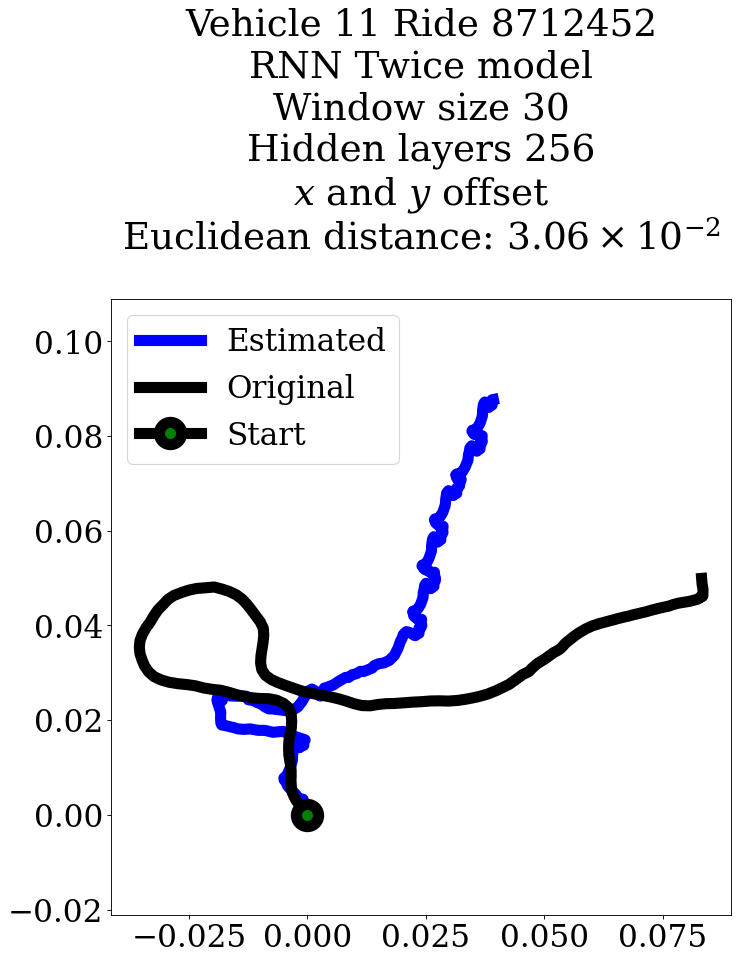 Vehicle 11 Ride 8712452
RNN Twice model
Window size 30
Hidden layers 256
x and y offset
Euclidean distance: 3.06 × 10⁻²
Estimated
Original
Start
0.10
0.08
0.06
0.04
0.02
0.00
−0.02
−0.025 0.000 0.025 0.050 0.075